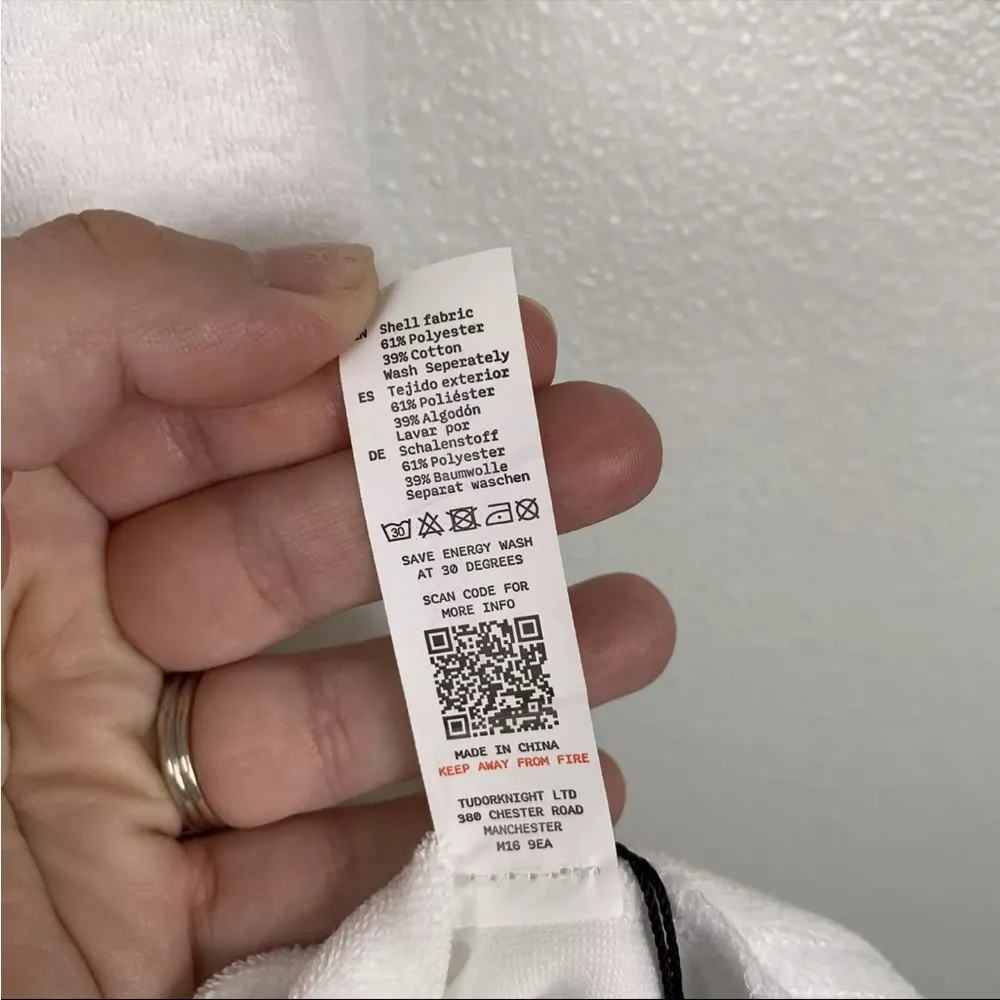 Shell fabric
61% Polyester
39% Cotton
Wash Seperately
ES Tejido exterior
61% Poliéster
39% Algodón
Lavar por
DE Schalenstoff
61% Polyester
39% Baumwolle
Separat waschen
30
SAVE ENERGY WASH
AT 30 DEGREES
SCAN CODE FOR
MORE INFO
MADE IN CHINA
KEEP AWAY FROM FIRE
TUDORKNIGHT LTD
380 CHESTER ROAD
MANCHESTER
M16 9EA